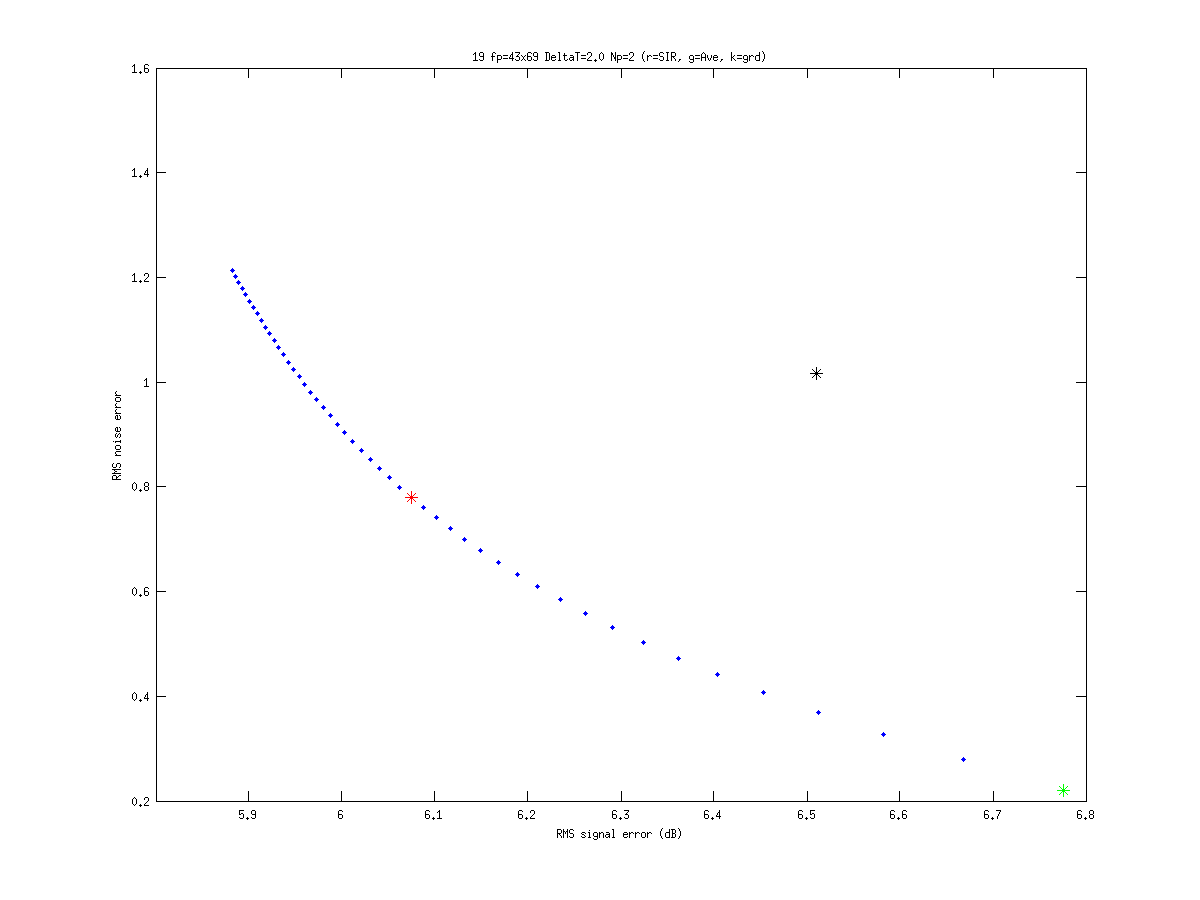 19 fp=43x69 DeltaT=2.0 Np=2 (r=SIR, g=Ave, k=grd)
1.6
1.4
1.2
1
0.8
0.6
0.4
0.2
RMS noise error
5.9 6 6.1 6.2 6.3 6.4 6.5 6.6 6.7 6.8
RMS signal error (dB)